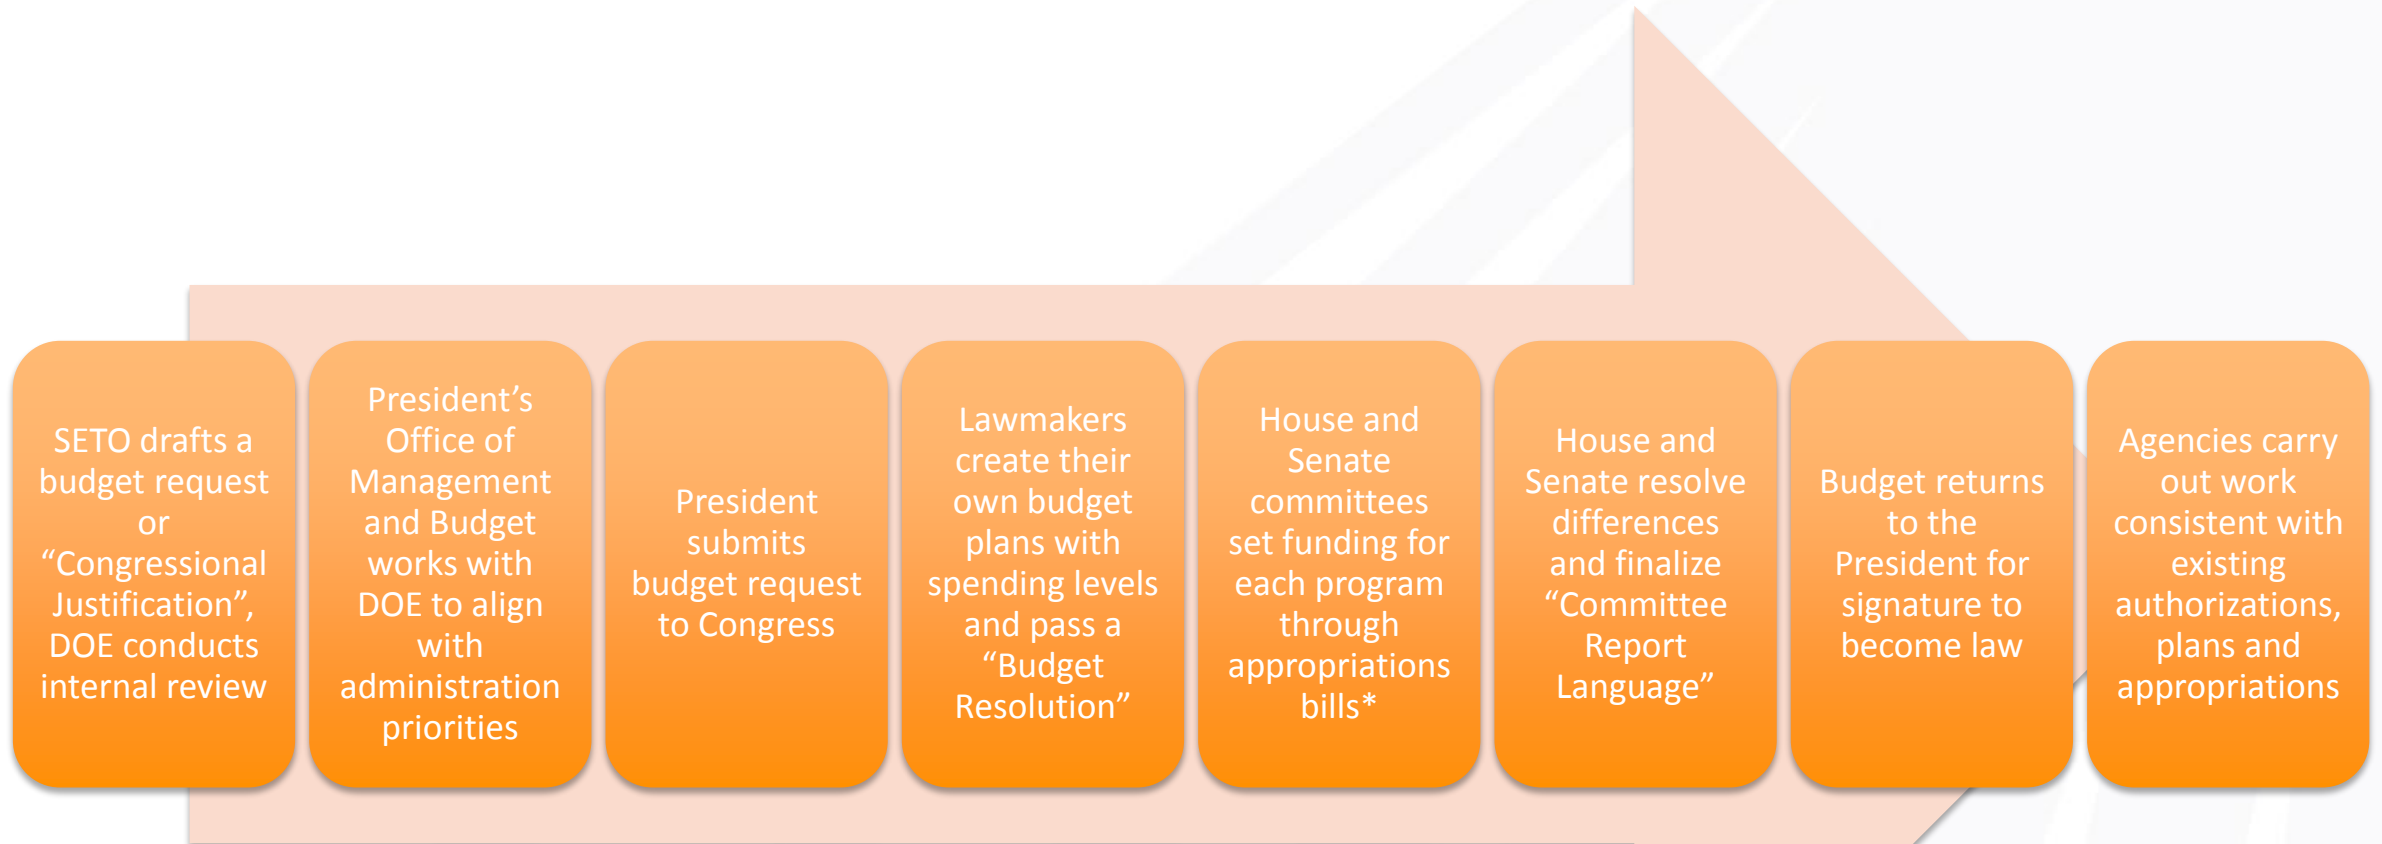 SETO drafts a
budget request
or
“Congressional
Justification”,
DOE conducts
internal review
President’s
Office of
Management
and Budget
works with
DOE to align
with
administration
priorities
President
submits
budget request
to Congress
Lawmakers
create their
own budget
plans with
spending levels
and pass a
“Budget
Resolution”
House and
Senate
committees
set funding for
each program
through
appropriations
bills*
House and
Senate resolve
differences
and finalize
“Committee
Report
Language”
Budget returns
to the
President for
signature to
become law
Agencies carry
out work
consistent with
existing
authorizations,
plans and
appropriations